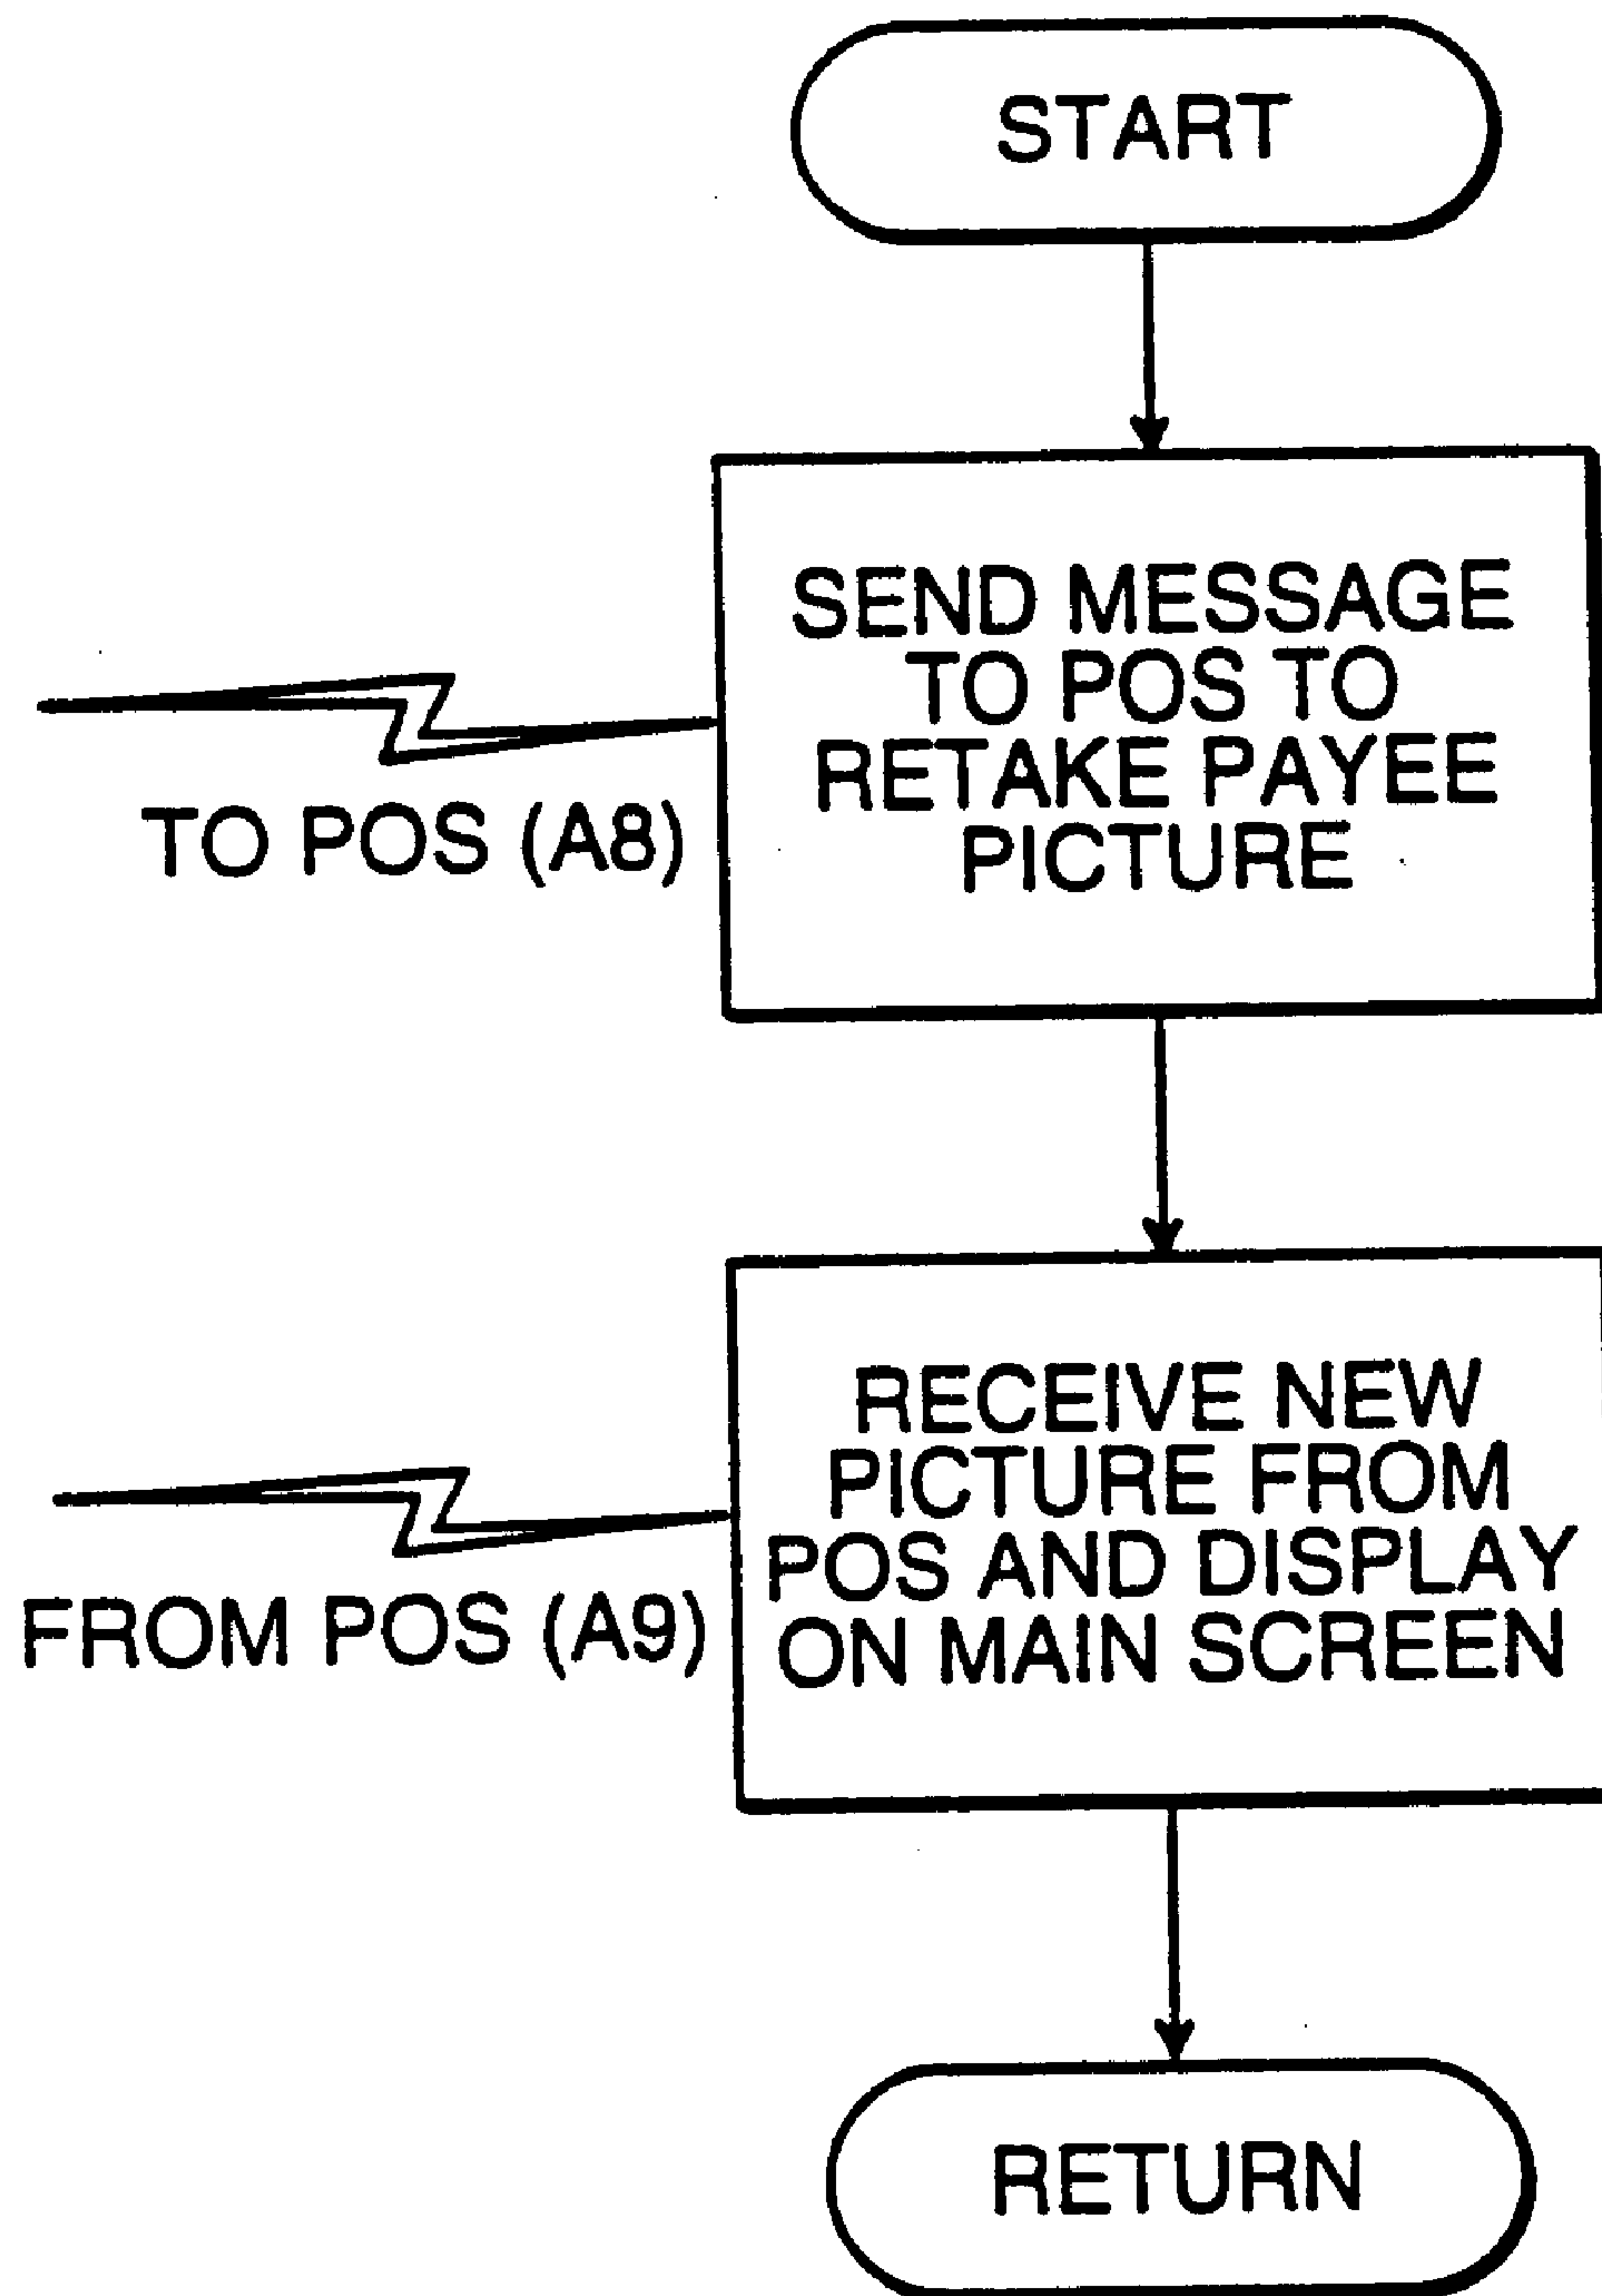 START
SEND MESSAGE
TO POS TO
RETAKE PAYEE
PICTURE
TO POS (A8)
RECEIVE NEW
PICTURE FROM
POS AND DISPLAY
ON MAIN SCREEN
FROM POS (A9)
RETURN